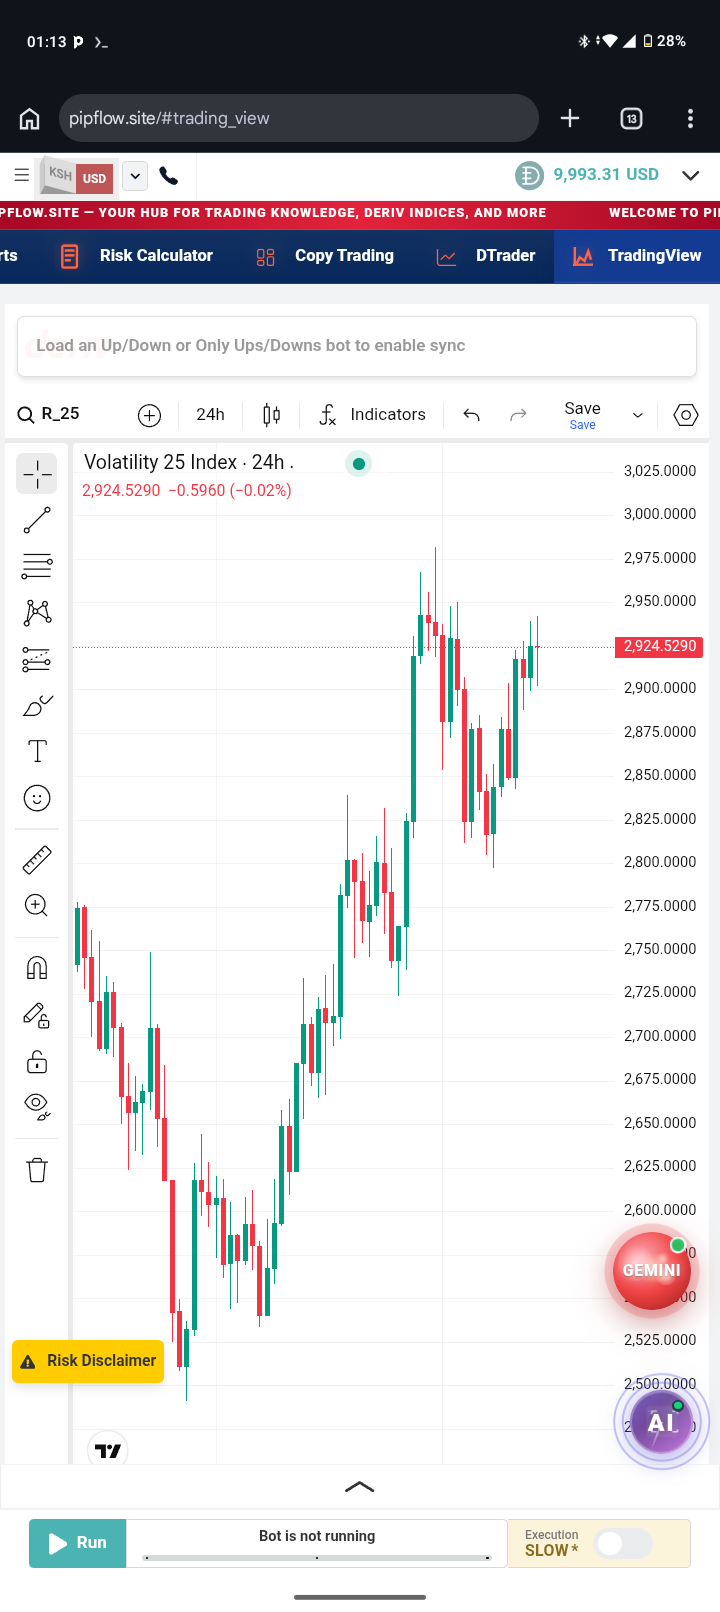 01:13
28%
pipflow.site/#trading_view
13
KSH
USD
9,993.31 USD
PFLOW.SITE — YOUR HUB FOR TRADING KNOWLEDGE, DERIV INDICES, AND MORE
WELCOME TO PI
rts
Risk Calculator
Copy Trading
DTrader
TradingView
Load an Up/Down or Only Ups/Downs bot to enable sync
R_25
24h
Indicators
Save
Save
Volatility 25 Index · 24h .
2,924.5290 −0.5960 (−0.02%)
3,025.0000
3,000.0000
2,975.0000
2,950.0000
2,924.5290
2,900.0000
2,875.0000
2,850.0000
2,825.0000
2,800.0000
2,775.0000
2,750.0000
2,725.0000
2,700.0000
2,675.0000
2,650.0000
2,625.0000
2,600.0000
GEMINI
2,525.0000
Risk Disclaimer
2,500.0000
AI
Run
Bot is not running
Execution
SLOW *